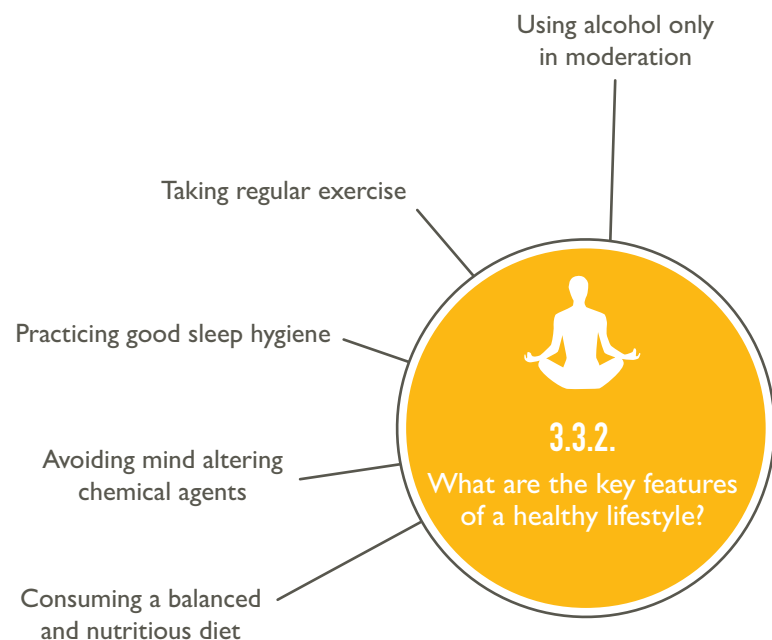 Using alcohol only
in moderation
Taking regular exercise
Practicing good sleep hygiene
Avoiding mind altering
chemical agents
Consuming a balanced
and nutritious diet
3.3.2.
What are the key features
of a healthy lifestyle?